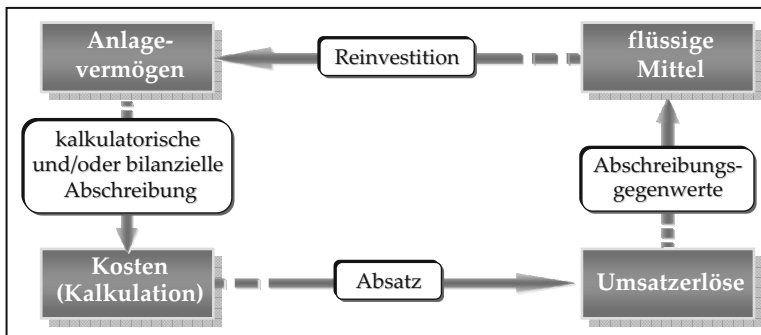 Anlage-
vermögen
Reinvestition
flüssige
Mittel
kalkulatorische
und/oder bilanzielle
Abschreibung
Abschreibungs-
gegenwerte
Kosten
(Kalkulation)
Absatz
Umsatzerlöse